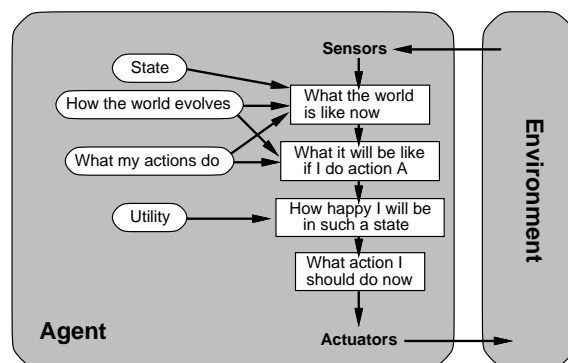 Sensors
State
What the world
is like now
How the world evolves
What my actions do
What it will be like
if I do action A
Utility
How happy I will be
in such a state
What action I
should do now
Agent
Actuators
Environment